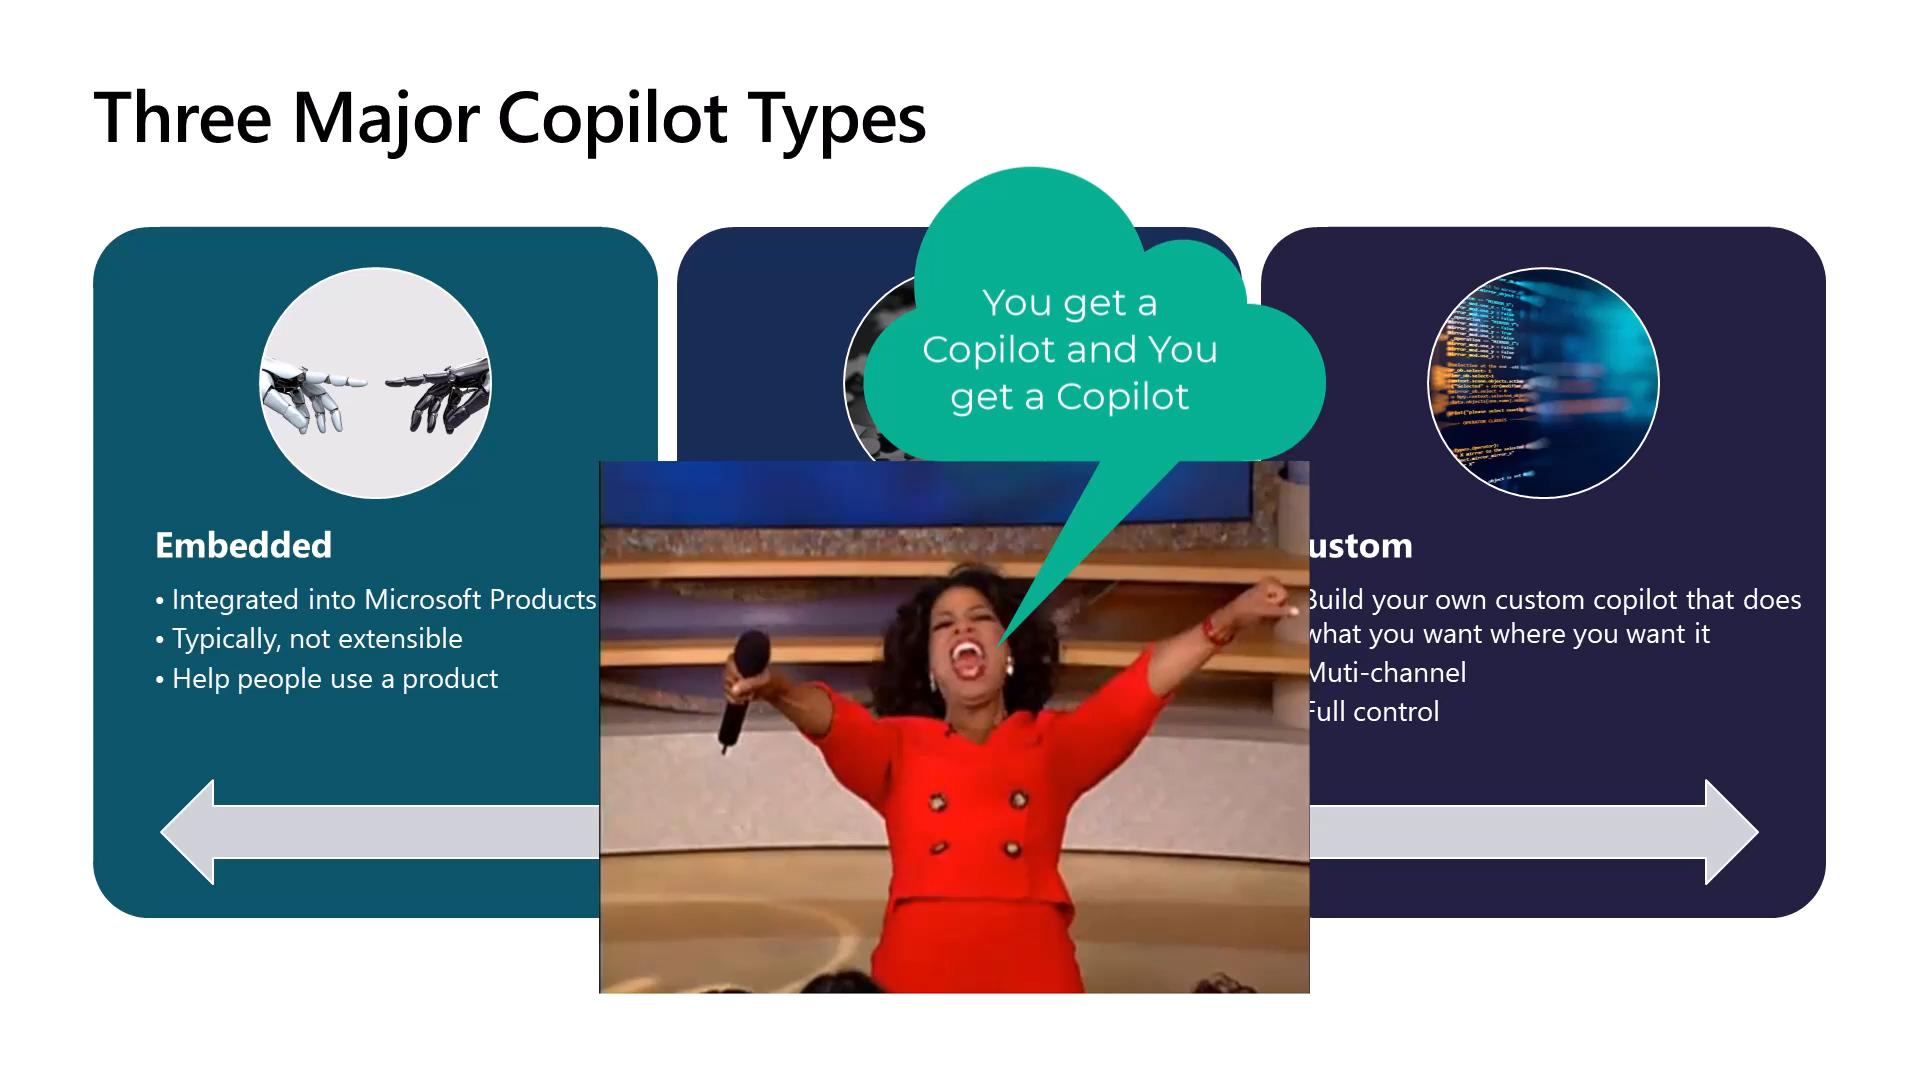 Three Major Copilot Types
You get a
Copilot and You
get a Copilot
Embedded
• Integrated into Microsoft Products
• Typically, not extensible
• Help people use a product
ustom
Build your own custom copilot that does
what you want where you want it
Muti-channel
Full control